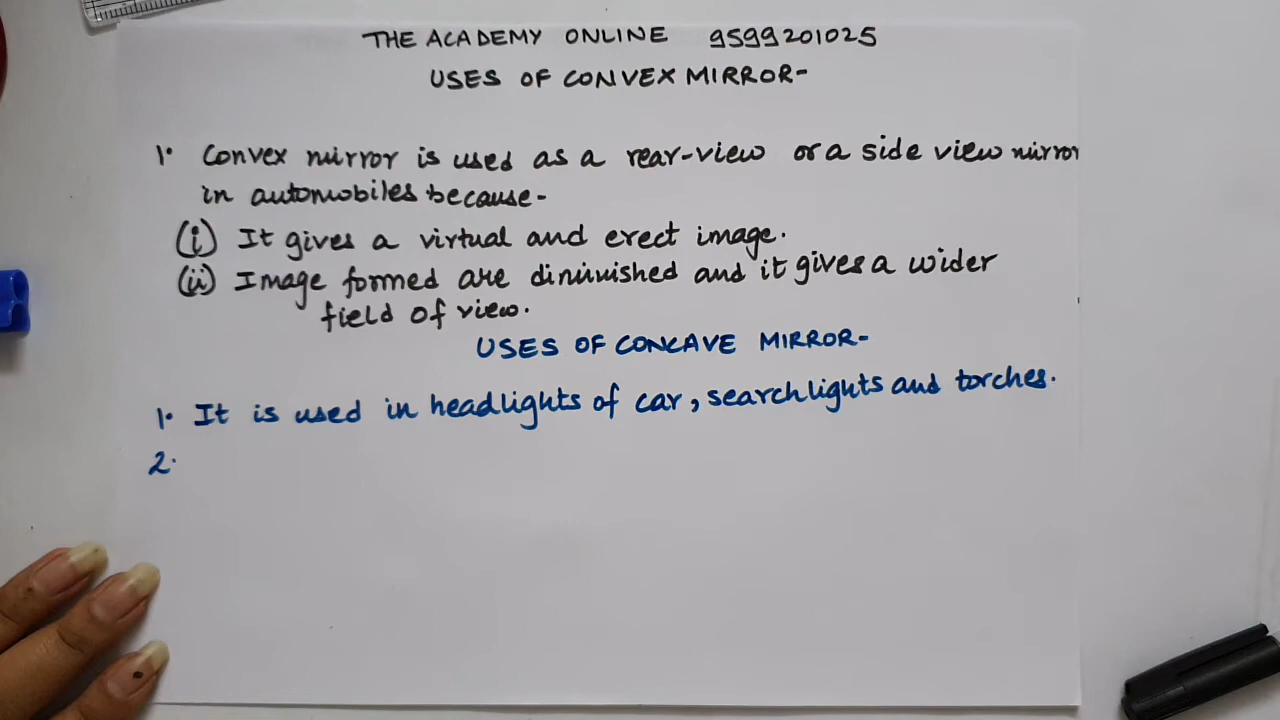 THE ACADEMY ONLINE 9599201025
USES OF CONVEX MIRROR-
1. Convex mirror is used as a rear-view or a side view mirror
in automobiles because-
(i) It gives a virtual and erect image.
(ii) Image formed are diminished and it gives a wider
field of view.
USES OF CONCAVE MIRROR-
1. It is used in headlights of car, searchlights and torches.
2.